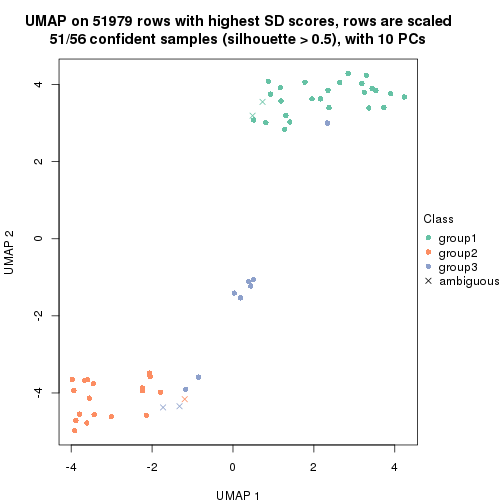 UMAP on 51979 rows with highest SD scores, rows are scaled
51/56 confident samples (silhouette > 0.5), with 10 PCs
4
2
0
-2
-4
UMAP 2
-4
-2
0
2
4
UMAP 1
Class
group1
group2
group3
ambiguous